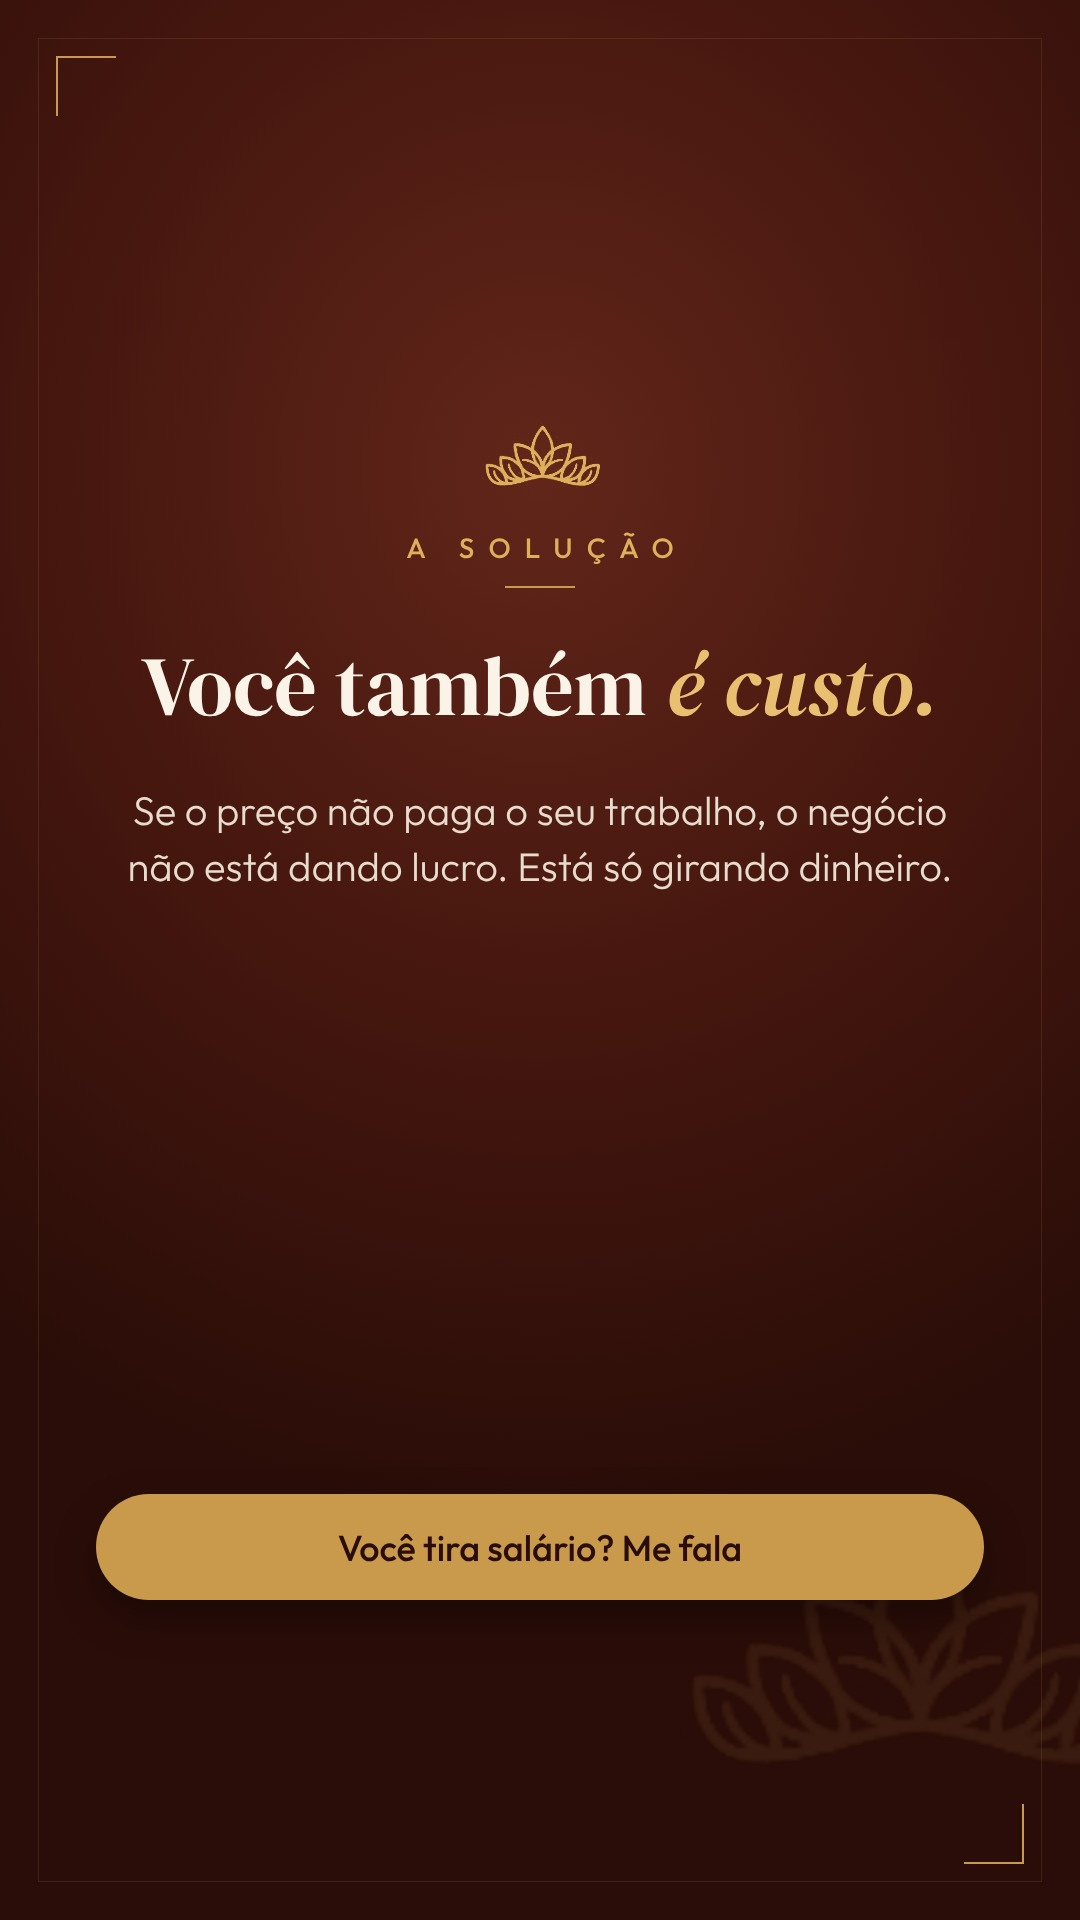 A SOLUÇÃO
Você também é custo.
Se o preço não paga o seu trabalho, o negócio
não está dando lucro. Está só girando dinheiro.
Você tira salário? Me fala